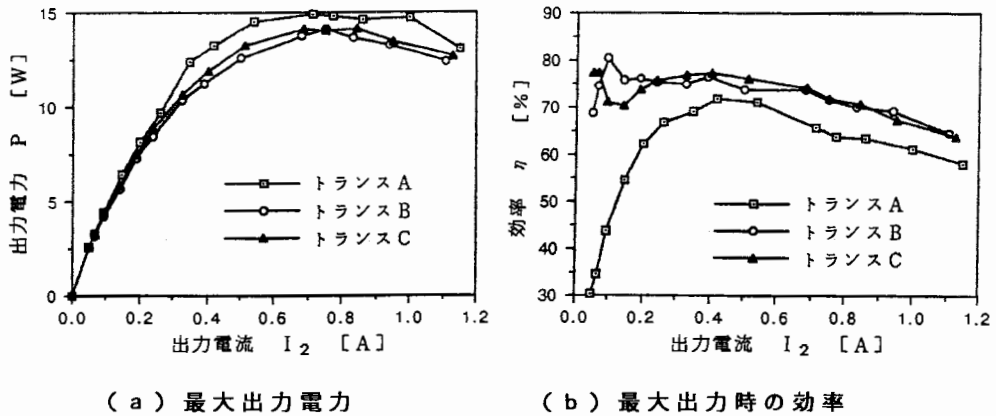 出力電力 P [W]
15
10
5
0
0.0 0.2 0.4 0.6 0.8 1.0 1.2
出力電流 I₂ [A]
トランスA
トランスB
トランスC
(a) 最大出力電力
効率 η [%]
90
80
70
60
50
40
30
0.0 0.2 0.4 0.6 0.8 1.0 1.2
出力電流 I₂ [A]
トランスA
トランスB
トランスC
(b) 最大出力時の効率